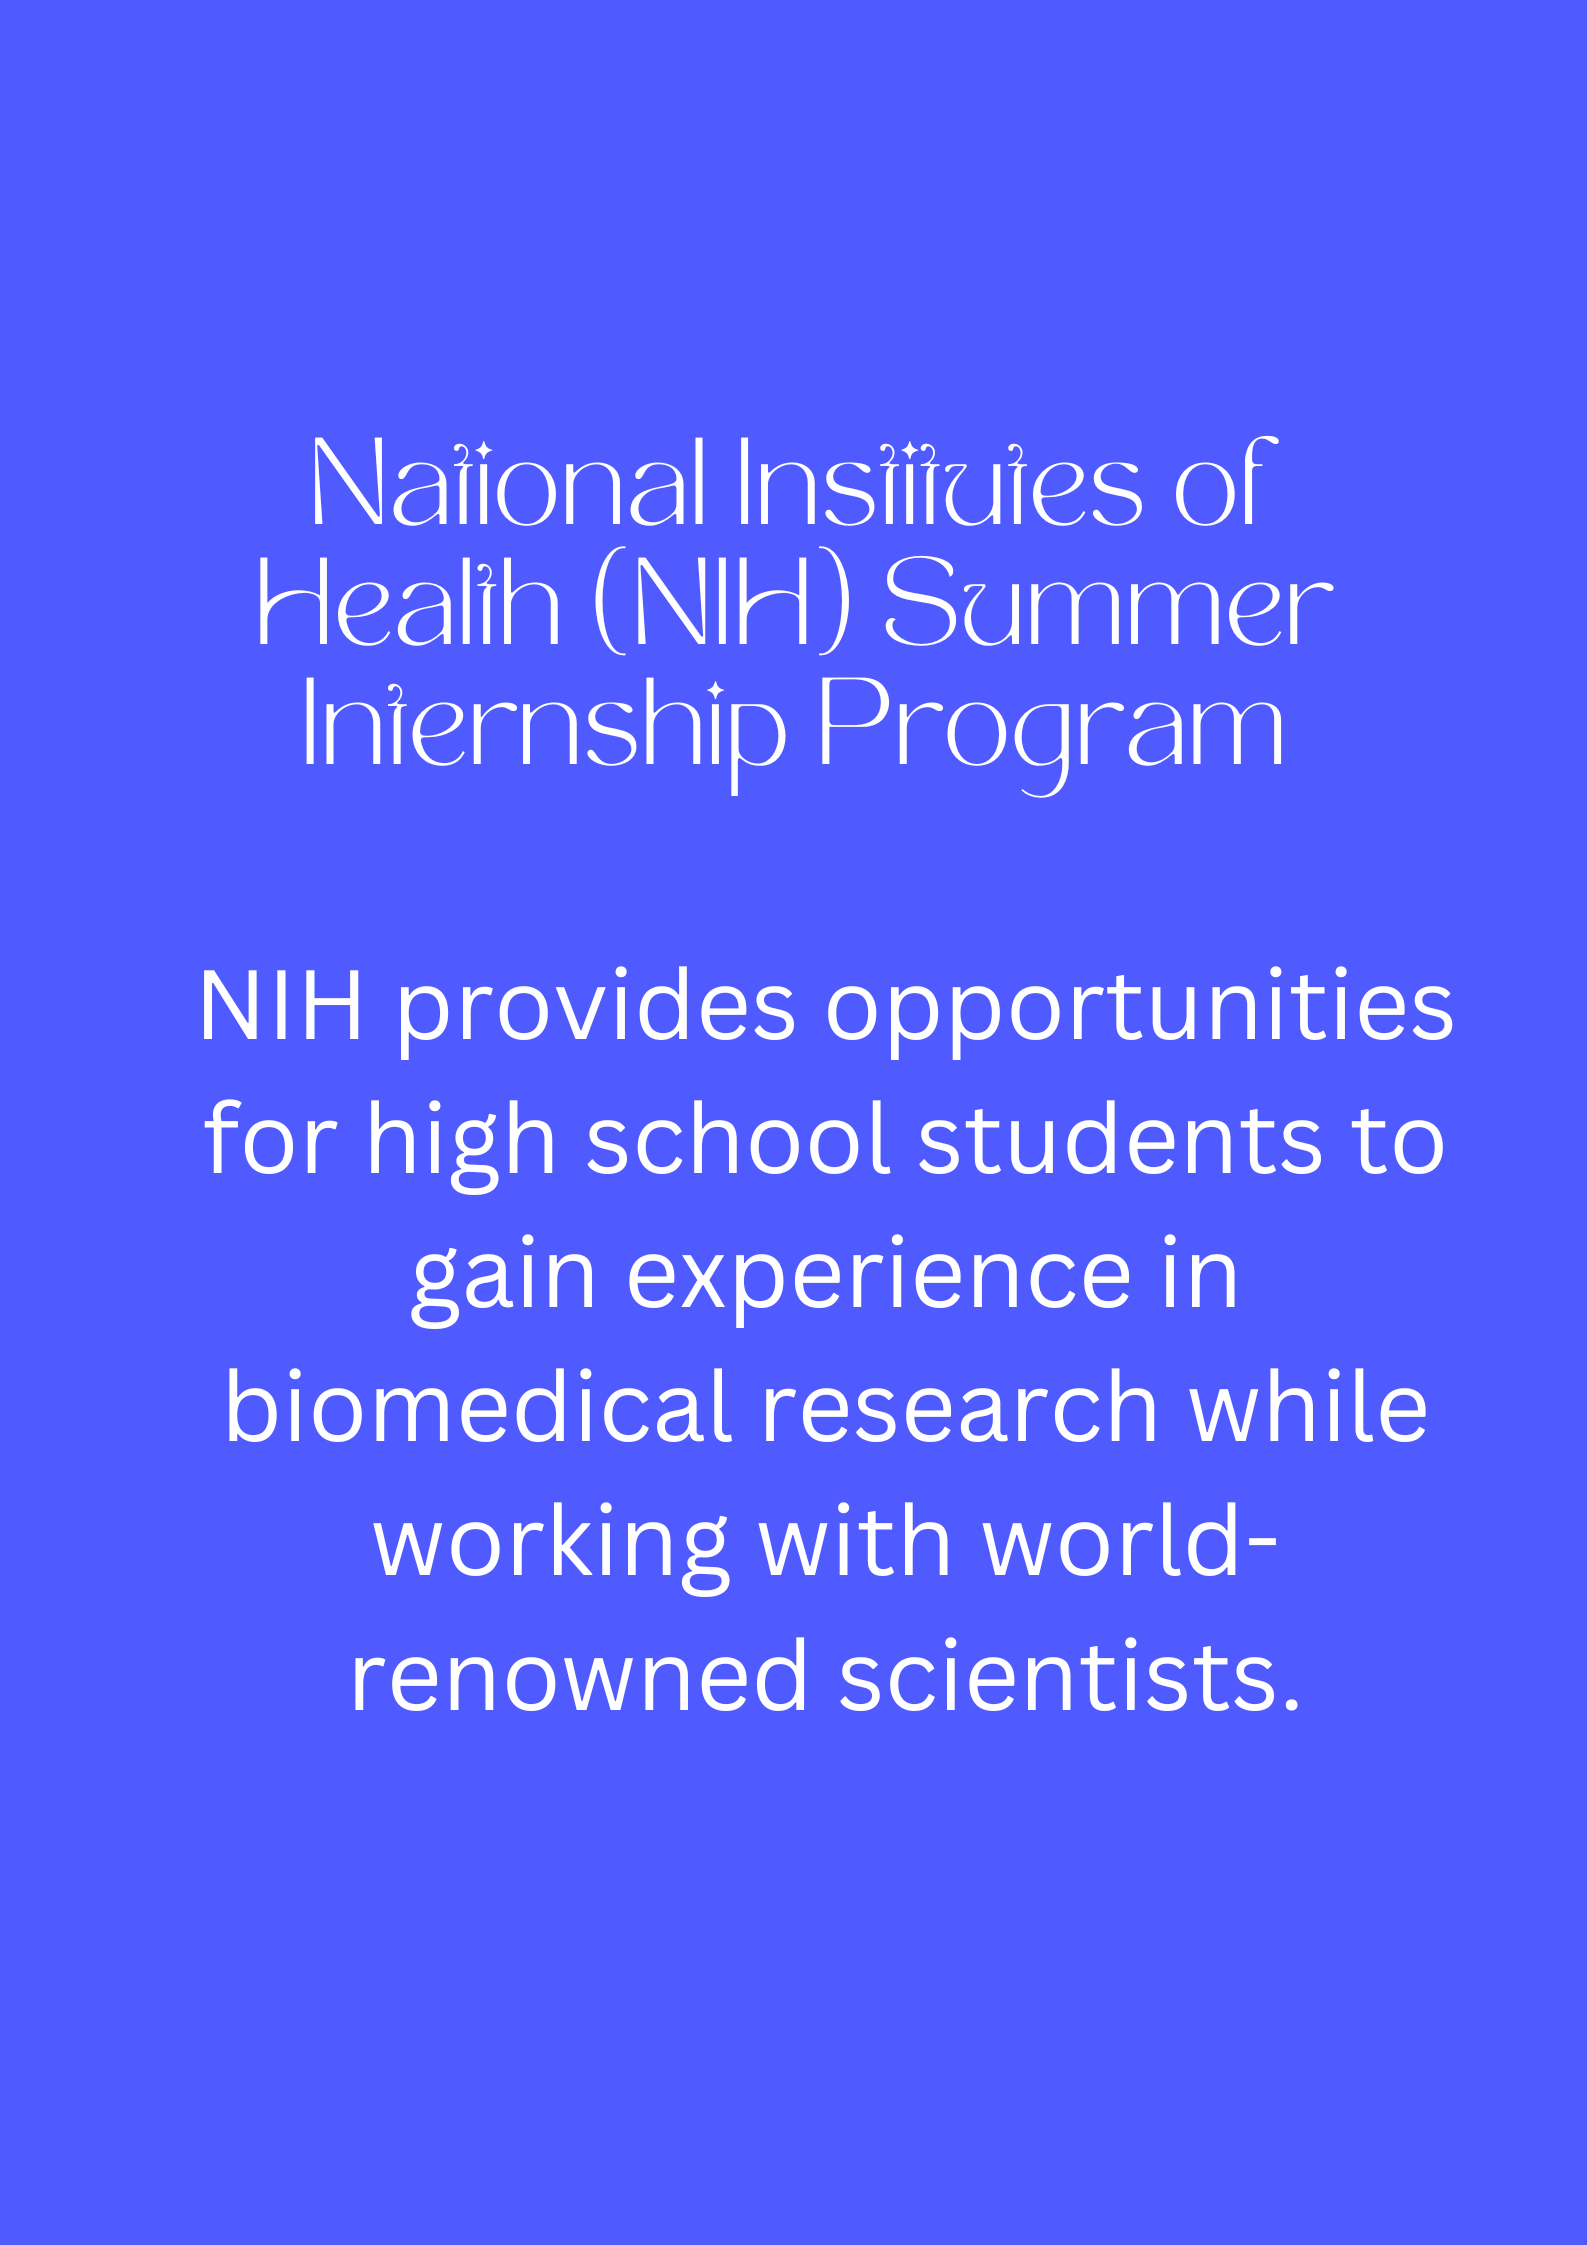 National Institutes of
Health (NIH) Summer
Internship Program
NIH provides opportunities
for high school students to
gain experience in
biomedical research while
working with world-
renowned scientists.